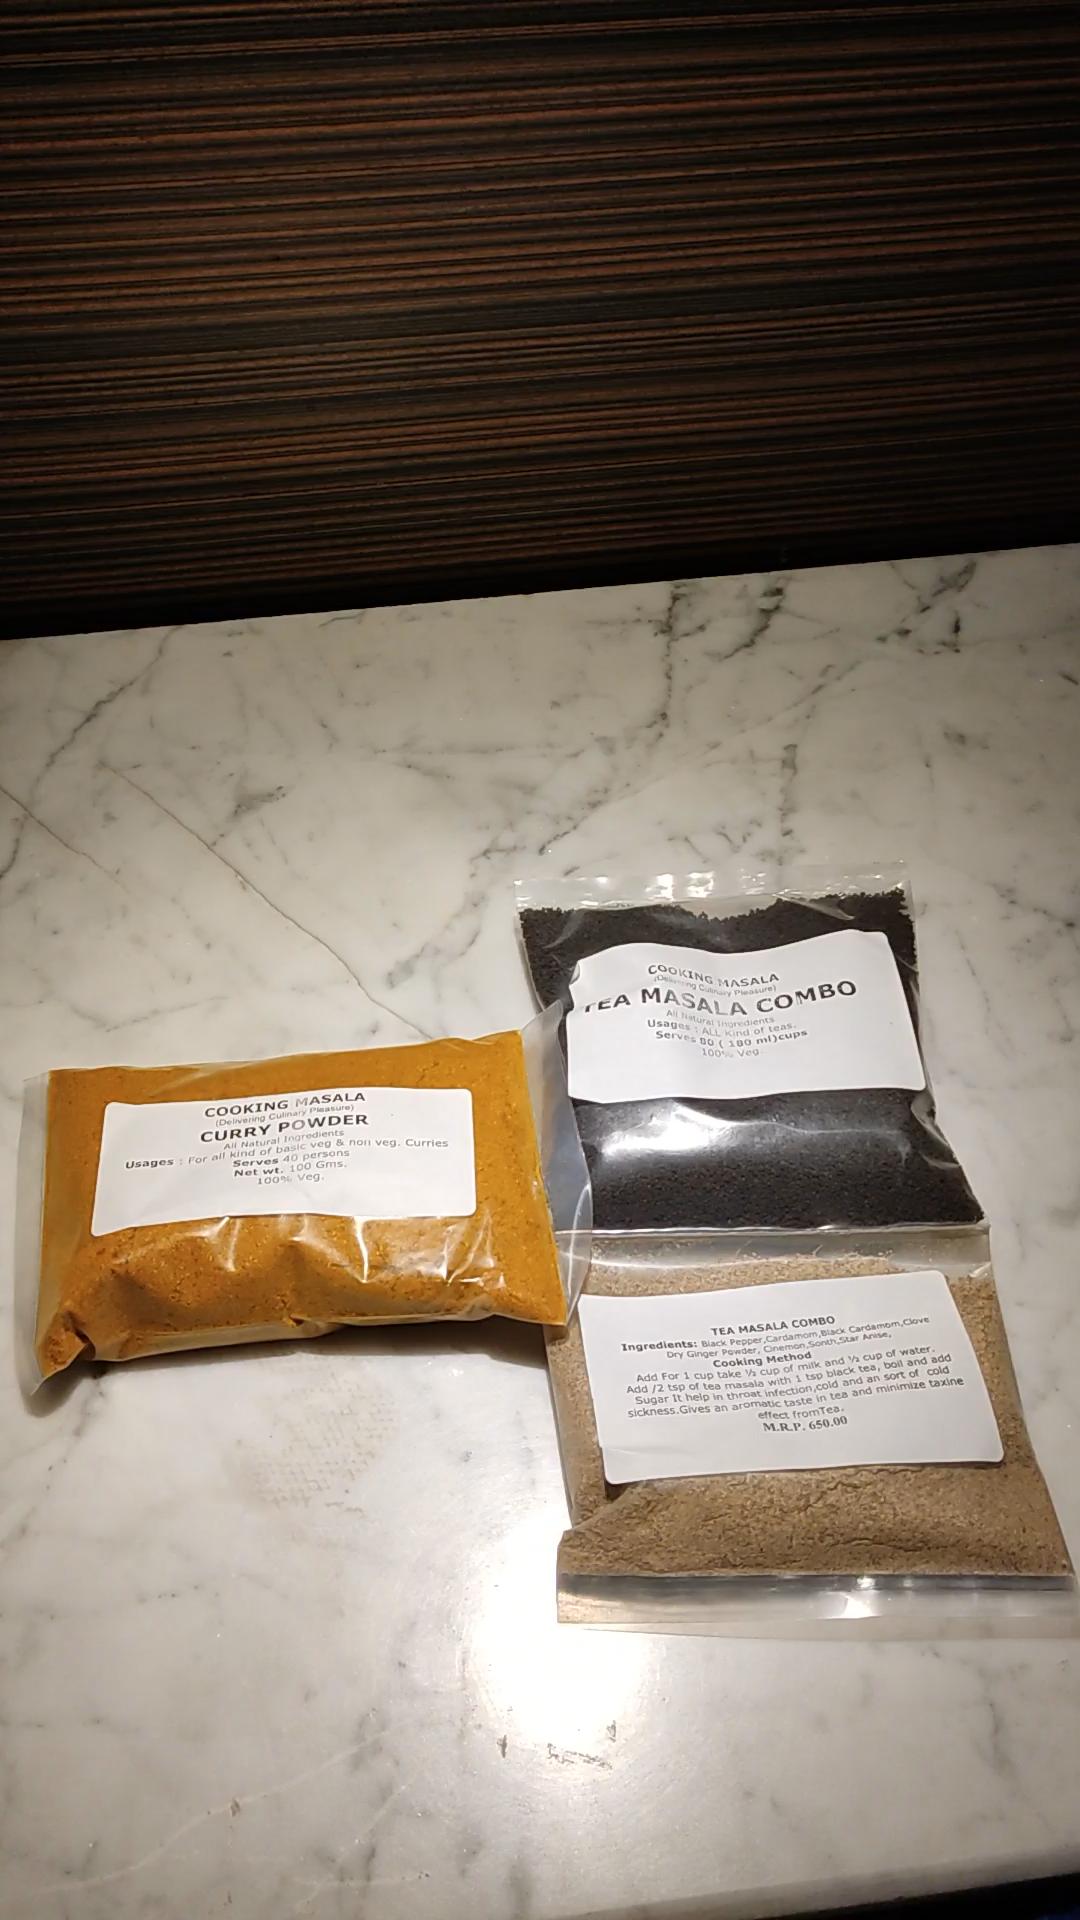 COOKING MASALA
(Delivering Culinary Pleasure)
TEA MASALA COMBO
All Natural Ingredients
Usages : ALL Kind of teas.
Serves 80 ( 180 ml)cups
100% Veg.
COOKING MASALA
(Delivering Culinary Pleasure)
CURRY POWDER
All Natural Ingredients
Usages : For all kind of basic veg & non veg. Curries
Serves 40 persons
Net wt. 100 Gms.
100% Veg.
TEA MASALA COMBO
Ingredients: Black Pepper,Cardamom,Black Cardamom,Clove
Dry Ginger Powder, Cinemon,Sonth,Star Anise,
Cooking Method
Add For 1 cup take ½ cup of milk and ½ cup of water.
Add /2 tsp of tea masala with 1 tsp black tea, boil and add
Sugar It help in throat infection,cold and an sort of cold
sickness.Gives an aromatic taste in tea and minimize taxine
effect fromTea.
M.R.P. 650.00